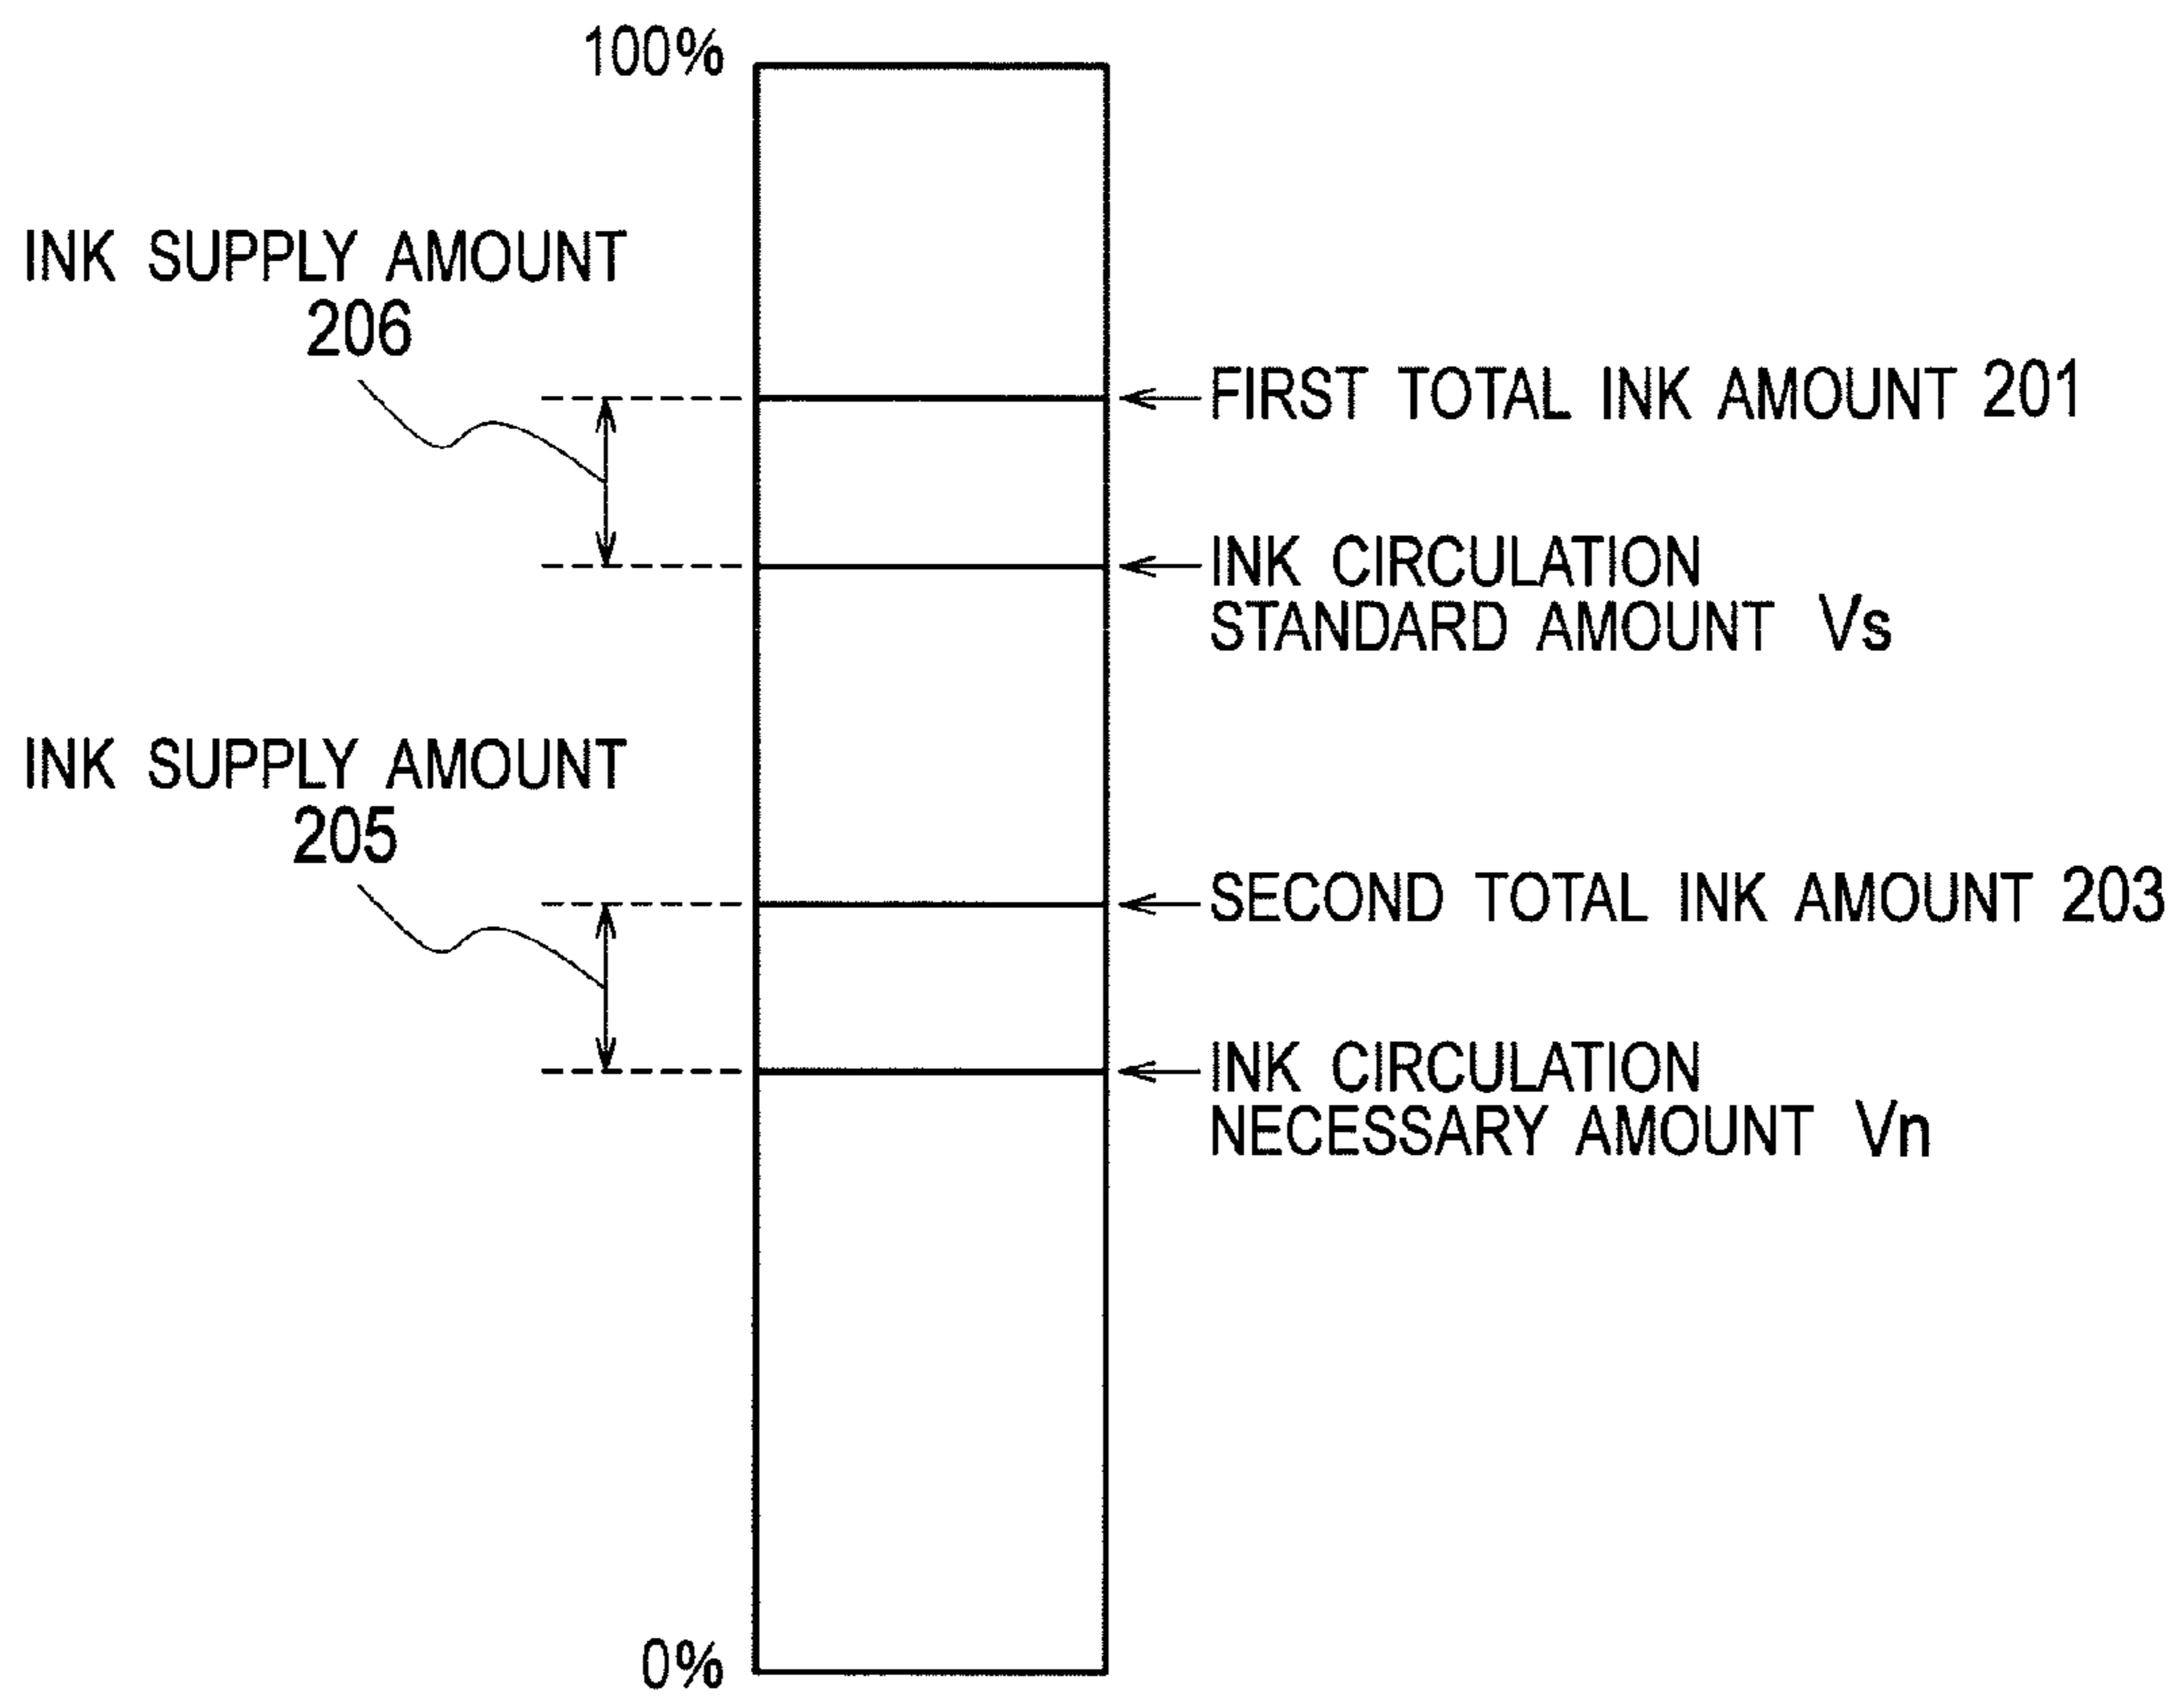 100%
INK SUPPLY AMOUNT
206
FIRST TOTAL INK AMOUNT 201
INK CIRCULATION
STANDARD AMOUNT Vs
INK SUPPLY AMOUNT
205
SECOND TOTAL INK AMOUNT 203
INK CIRCULATION
NECESSARY AMOUNT Vn
0%